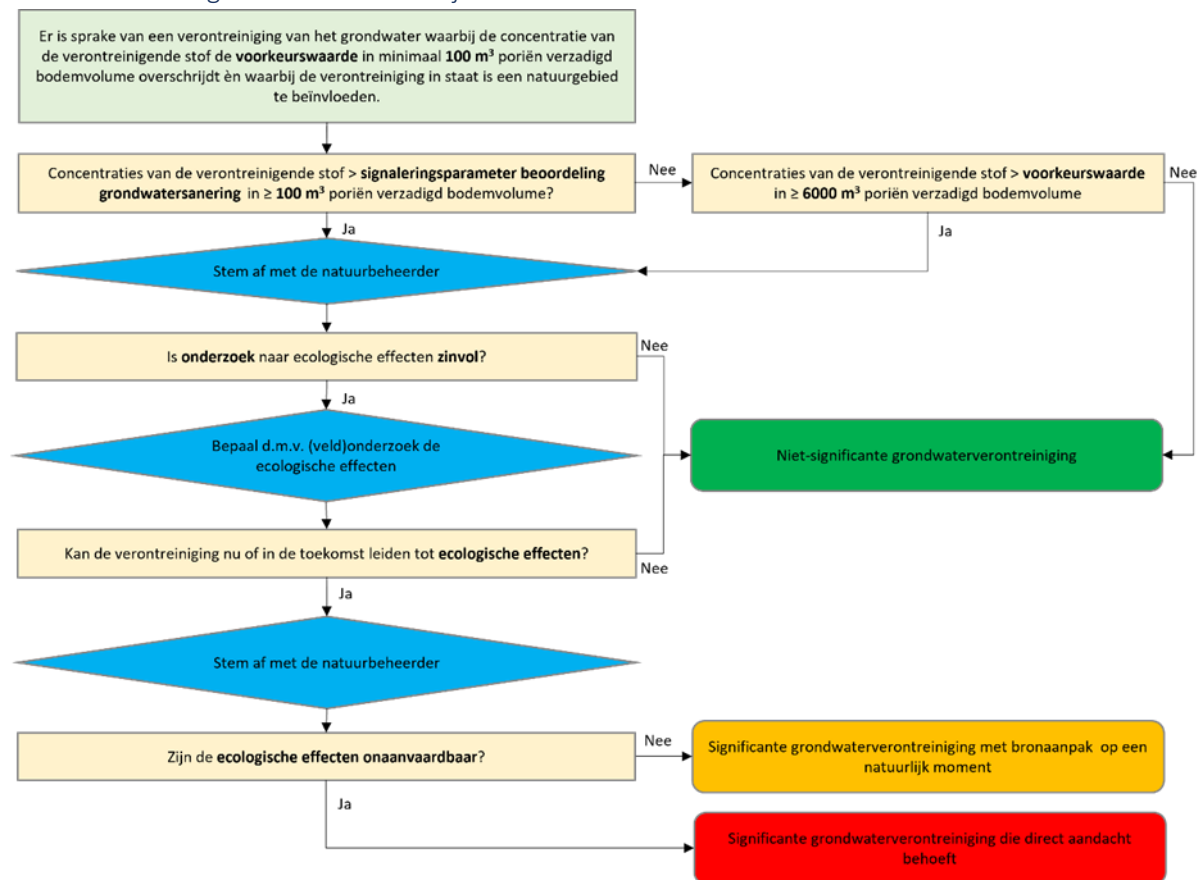 Er is sprake van een verontreiniging van het grondwater waarbij de concentratie van
de verontreinigende stof de voorkeurswaarde in minimaal 100 m³ poriën verzadigd
bodemvolume overschrijdt èn waarbij de verontreiniging in staat is een natuurgebied
te beïnvloeden.
Concentraties van de verontreinigende stof > signaleringsparameter beoordeling
grondwatersanering in ≥ 100 m³ poriën verzadigd bodemvolume?
Nee
Concentraties van de verontreinigende stof > voorkeurswaarde
in ≥ 6000 m³ poriën verzadigd bodemvolume
Nee
Ja
Ja
Stem af met de natuurbeheerder
Is onderzoek naar ecologische effecten zinvol?
Nee
Ja
Bepaal d.m.v. (veld)onderzoek de
ecologische effecten
Niet-significante grondwaterverontreiniging
Kan de verontreiniging nu of in de toekomst leiden tot ecologische effecten?
Nee
Ja
Stem af met de natuurbeheerder
Zijn de ecologische effecten onaanvaardbaar?
Nee
Significante grondwaterverontreiniging met bronaanpak op een
natuurlijk moment
Ja
Significante grondwaterverontreiniging die direct aandacht
behoeft